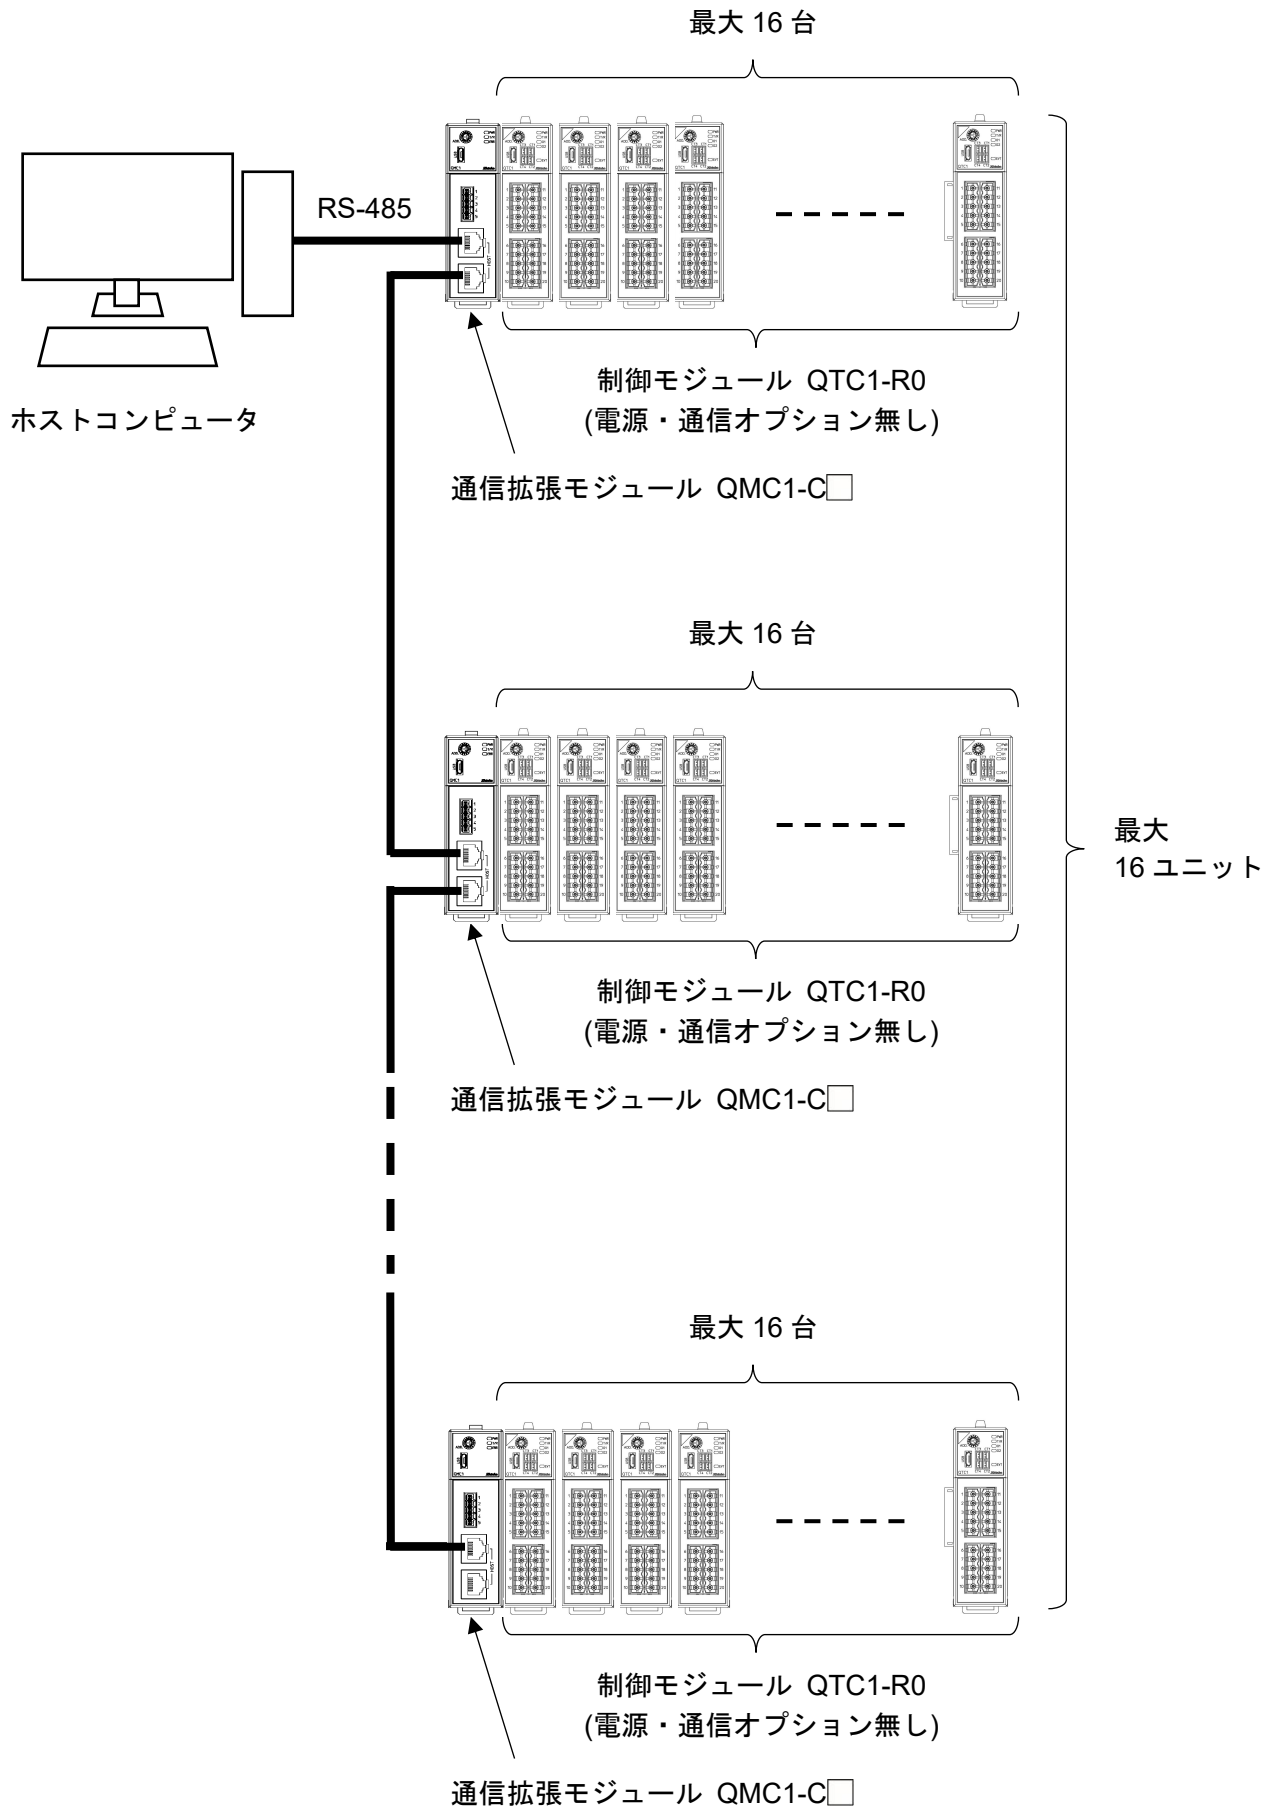 最大 16 台
RS-485
ホストコンピュータ
制御モジュール QTC1-R0
(電源・通信オプション無し)
通信拡張モジュール QMC1-C□
最大 16 台
最大
16 ユニット
制御モジュール QTC1-R0
(電源・通信オプション無し)
通信拡張モジュール QMC1-C□
最大 16 台
制御モジュール QTC1-R0
(電源・通信オプション無し)
通信拡張モジュール QMC1-C□